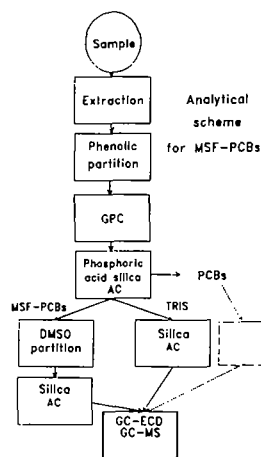 Sample
Extraction
Analytical
scheme
for MSF-PCBs
Phenolic
partition
GPC
Phosphoric
acid silica
AC
PCBs
MSF-PCBs
TRIS
DMSO
partition
Silica
AC
Silica
AC
GC-ECD
GC-MS